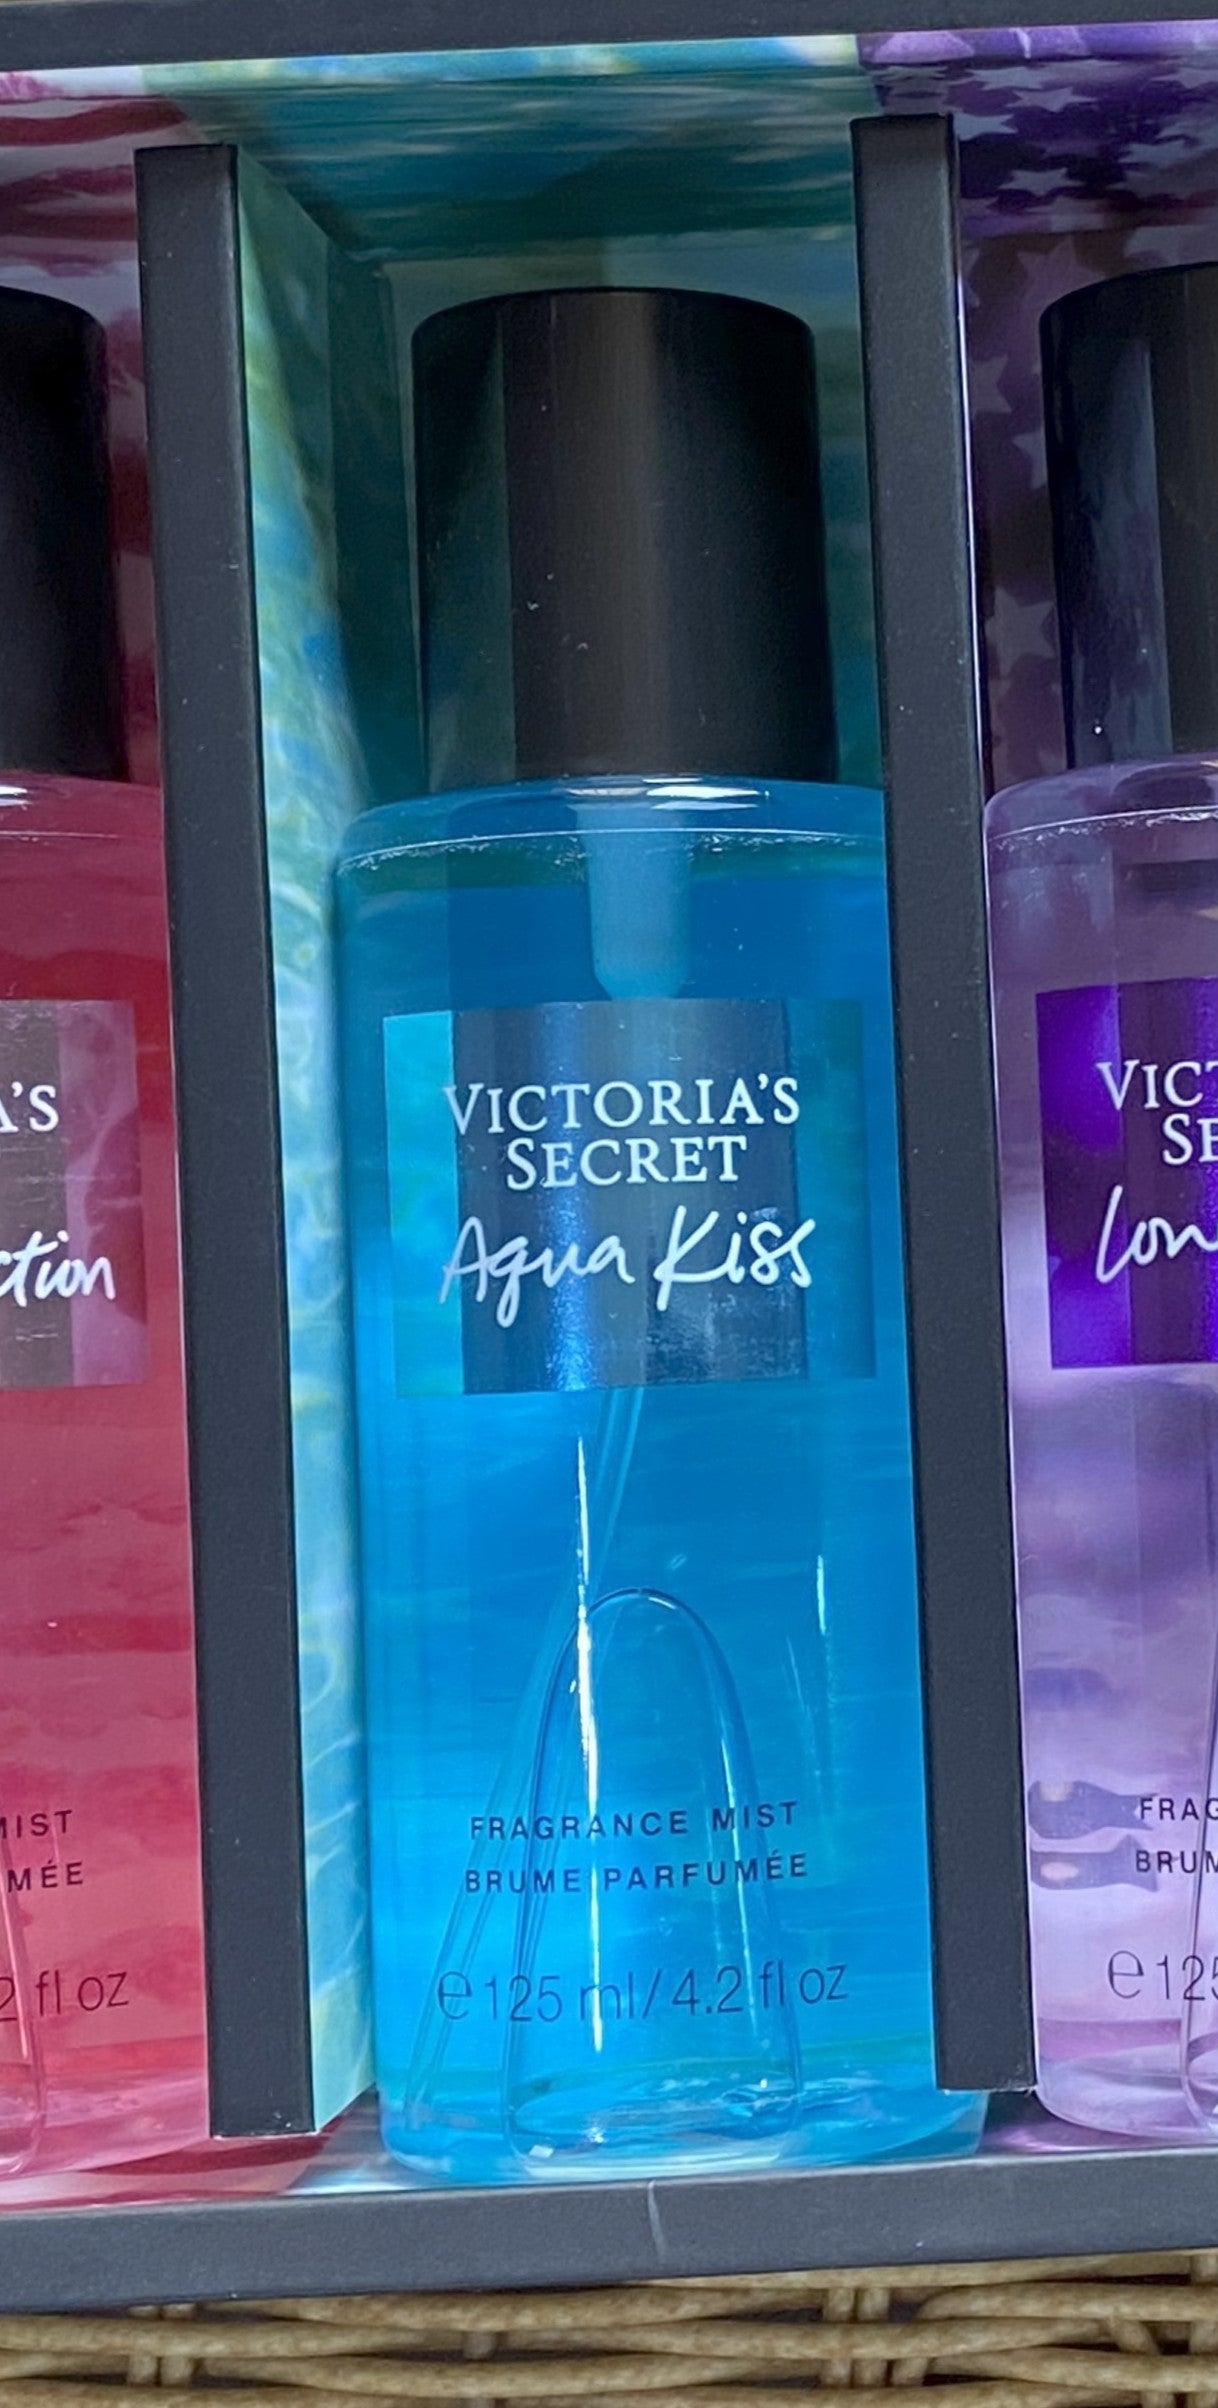 A'S
ction
MIST
MÉE
2 fl oz
VICTORIA'S
SECRET
Aqua Kiss
FRAGRANCE MIST
BRUME PARFUMÉE
e 125 ml/4.2 fl oz
VICT
SE
Lon
FRAG
BRUM
e 125